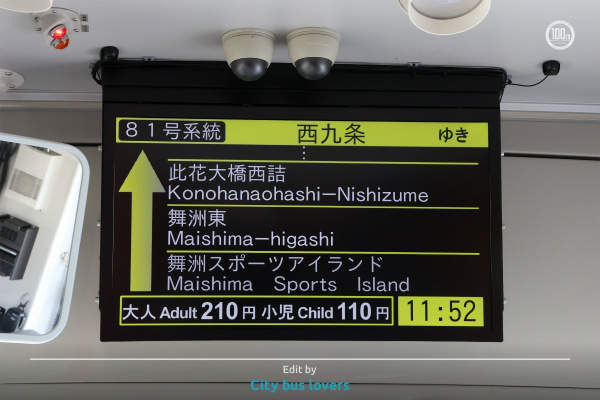 100th
81号系統 西九条 ゆき
此花大橋西詰
Konohanaohashi－Nishizume
舞洲東
Maishima－higashi
舞洲スポーツアイランド
Maishima Sports Island
大人 Adult 210 円 小児 Child 110 円 11:52
Edit by
City bus lovers